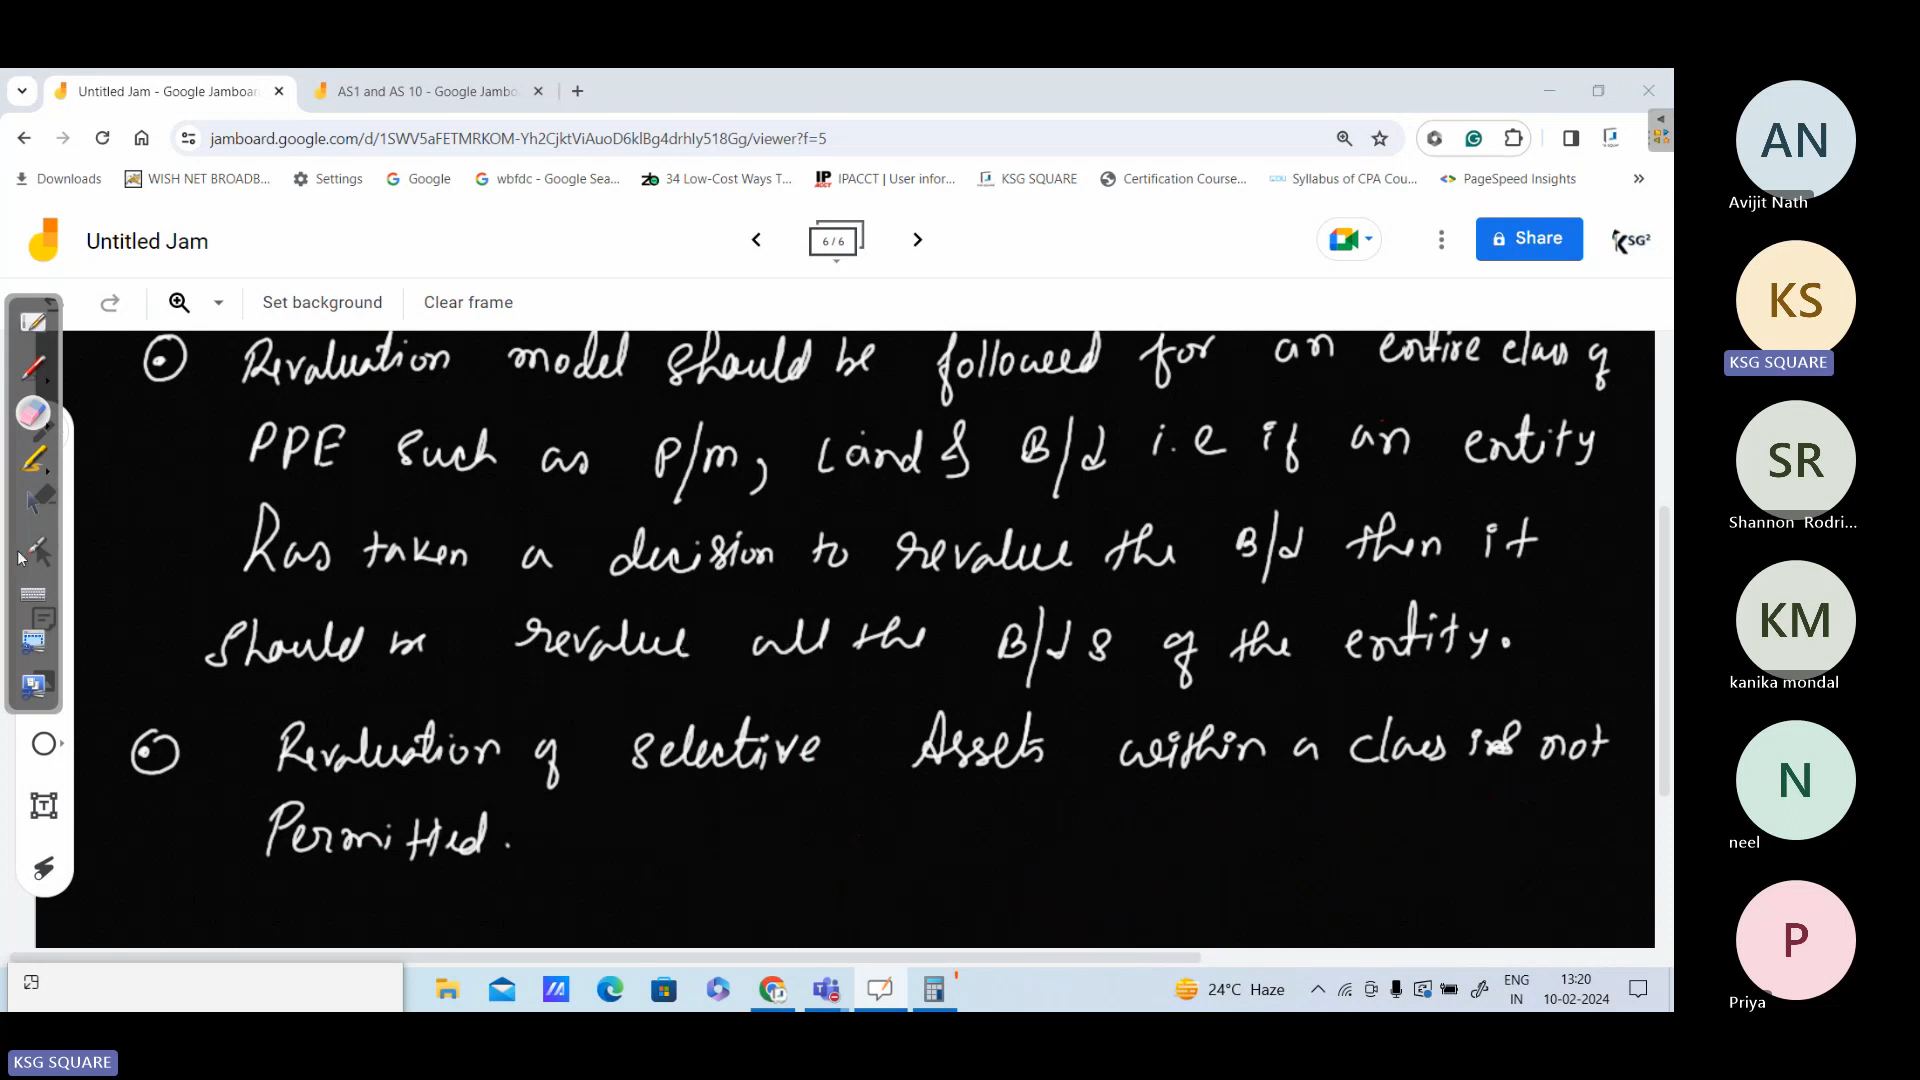 Untitled Jam - Google Jamboar
AS1 and AS 10 - Google Jambo
jamboard.google.com/d/1SWV5aFETMRKOM-Yh2CjktViAuoD6klBg4drhIy518Gg/viewer?f=5
Downloads
WISH NET BROADB...
Settings
Google
wbfdc - Google Sea...
34 Low-Cost Ways T...
IPACCT | User infor...
KSG SQUARE
Certification Course...
Syllabus of CPA Cou...
PageSpeed Insights
Untitled Jam
6 / 6
Share
KSG²
Set background
Clear frame
Revaluation model should be followed for an entire class of
PPE such as P/m, Land & B/d i.e if an entity
has taken a decision to revalue the B/d then it
should be revalue all the B/d s of the entity.
Revaluation of selective Assets within a class is not
Permitted.
24°C Haze
ENG
IN
13:20
10-02-2024
AN
Avijit Nath
KS
KSG SQUARE
SR
Shannon Rodri...
KM
kanika mondal
N
neel
P
Priya
KSG SQUARE